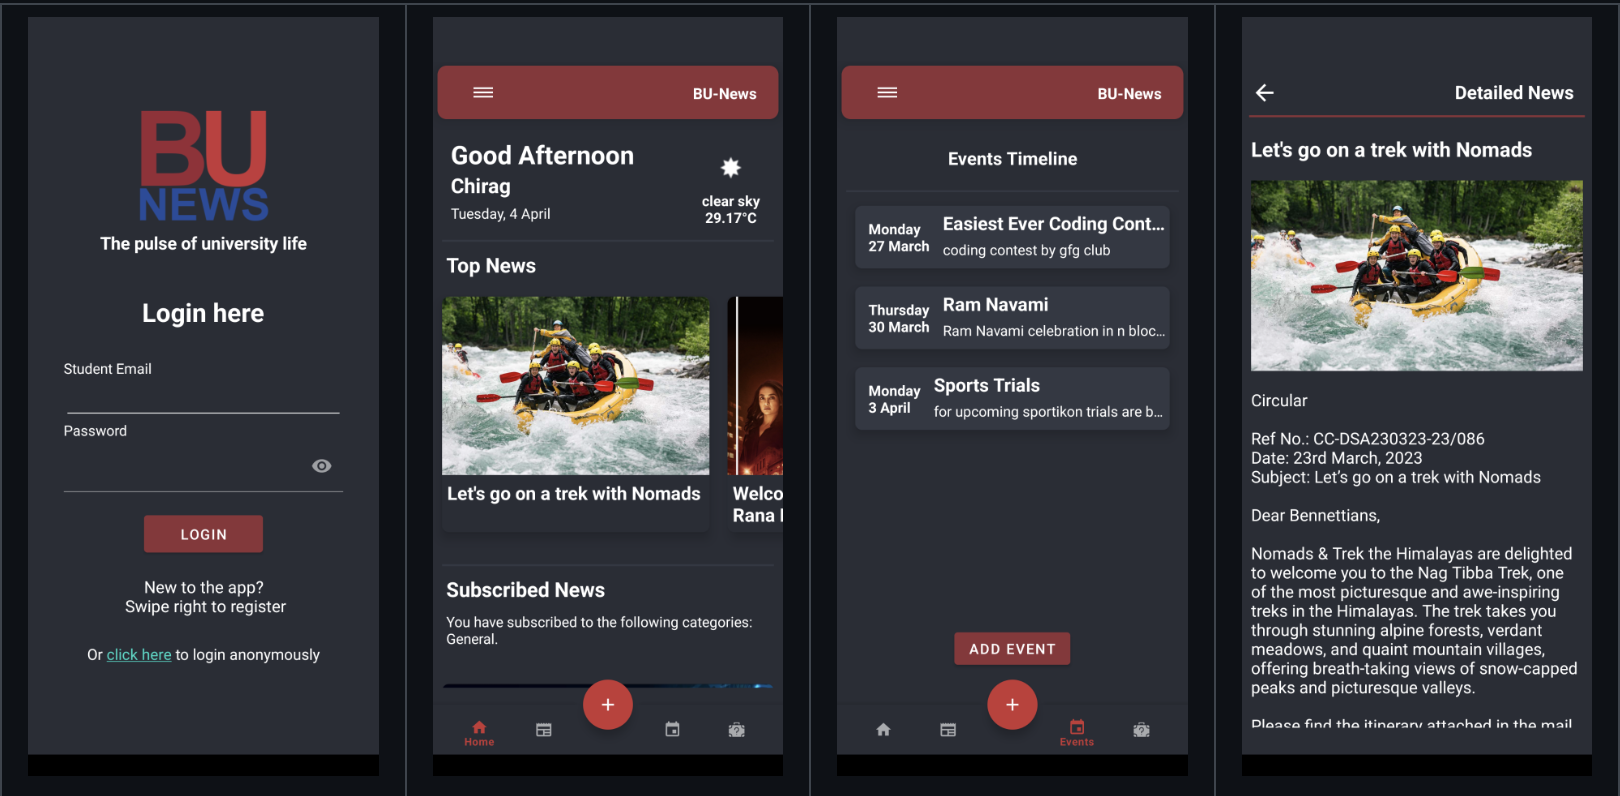 BU
NEWS
The pulse of university life
Login here
Student Email
Password
LOGIN
New to the app?
Swipe right to register
Or click here to login anonymously
BU-News
Good Afternoon
Chirag
Tuesday, 4 April
clear sky
29.17°C
Top News
Let's go on a trek with Nomads
Welco
Rana
Subscribed News
You have subscribed to the following categories:
General.
+
Home
BU-News
Events Timeline
Monday
27 March
Easiest Ever Coding Cont...
coding contest by gfg club
Thursday
30 March
Ram Navami
Ram Navami celebration in n bloc...
Monday
3 April
Sports Trials
for upcoming sportikon trials are b...
ADD EVENT
+
Events
Detailed News
Let's go on a trek with Nomads
Circular
Ref No.: CC-DSA230323-23/086
Date: 23rd March, 2023
Subject: Let's go on a trek with Nomads
Dear Bennettians,
Nomads & Trek the Himalayas are delighted
to welcome you to the Nag Tibba Trek, one
of the most picturesque and awe-inspiring
treks in the Himalayas. The trek takes you
through stunning alpine forests, verdant
meadows, and quaint mountain villages,
offering breath-taking views of snow-capped
peaks and picturesque valleys.
Please find the itinerary attached in the mail